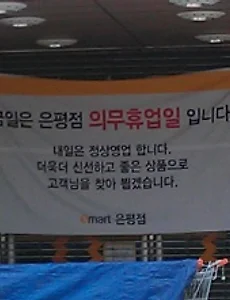 금일은 은평점 의무휴업일 입니다
내일은 정상영업 합니다.
더욱더 신선하고 좋은 상품으로
고객님을 찾아 뵙겠습니다.
emart 은평점